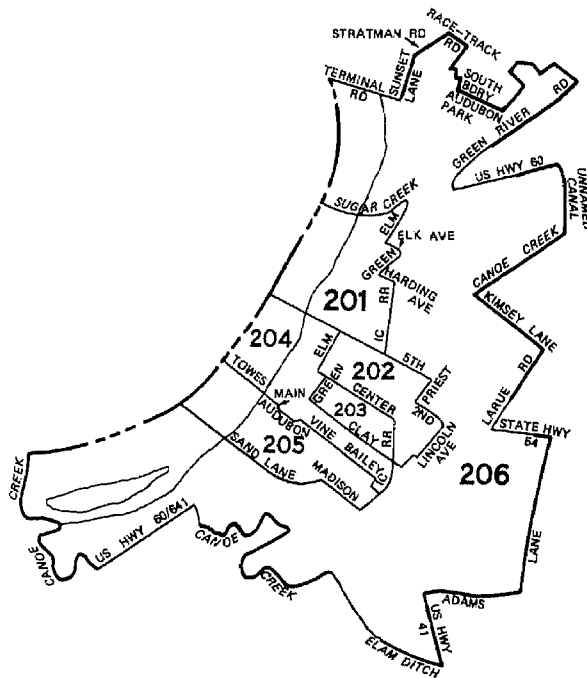 RACE-TRACK
RD
STRATMAN RD
SUNSET
LANE
TERMINAL
RD
SOUTH
BDRY
AUDUBON
PARK
GREEN RIVER RD
US HWY 60
UNNAMED
CANAL
SUGAR CREEK
ELM
ELK AVE
GREEN
HARDING
AVE
CANOE CREEK
KIMSEY LANE
201
IC RR
204
ELM
5TH
202
PRIEST
LARUE RD
TOWES
MAIN
GREEN
CENTER
203
2ND
CLAY
RR
LINCOLN
AVE
STATE HWY
54
AUDUBON
VINE
BAILEY
IC
205
SAND LANE
MADISON
206
CREEK
CANOE
US HWY 60/641
CANOE
CREEK
LANE
ADAMS
US HWY
41
ELAM DITCH